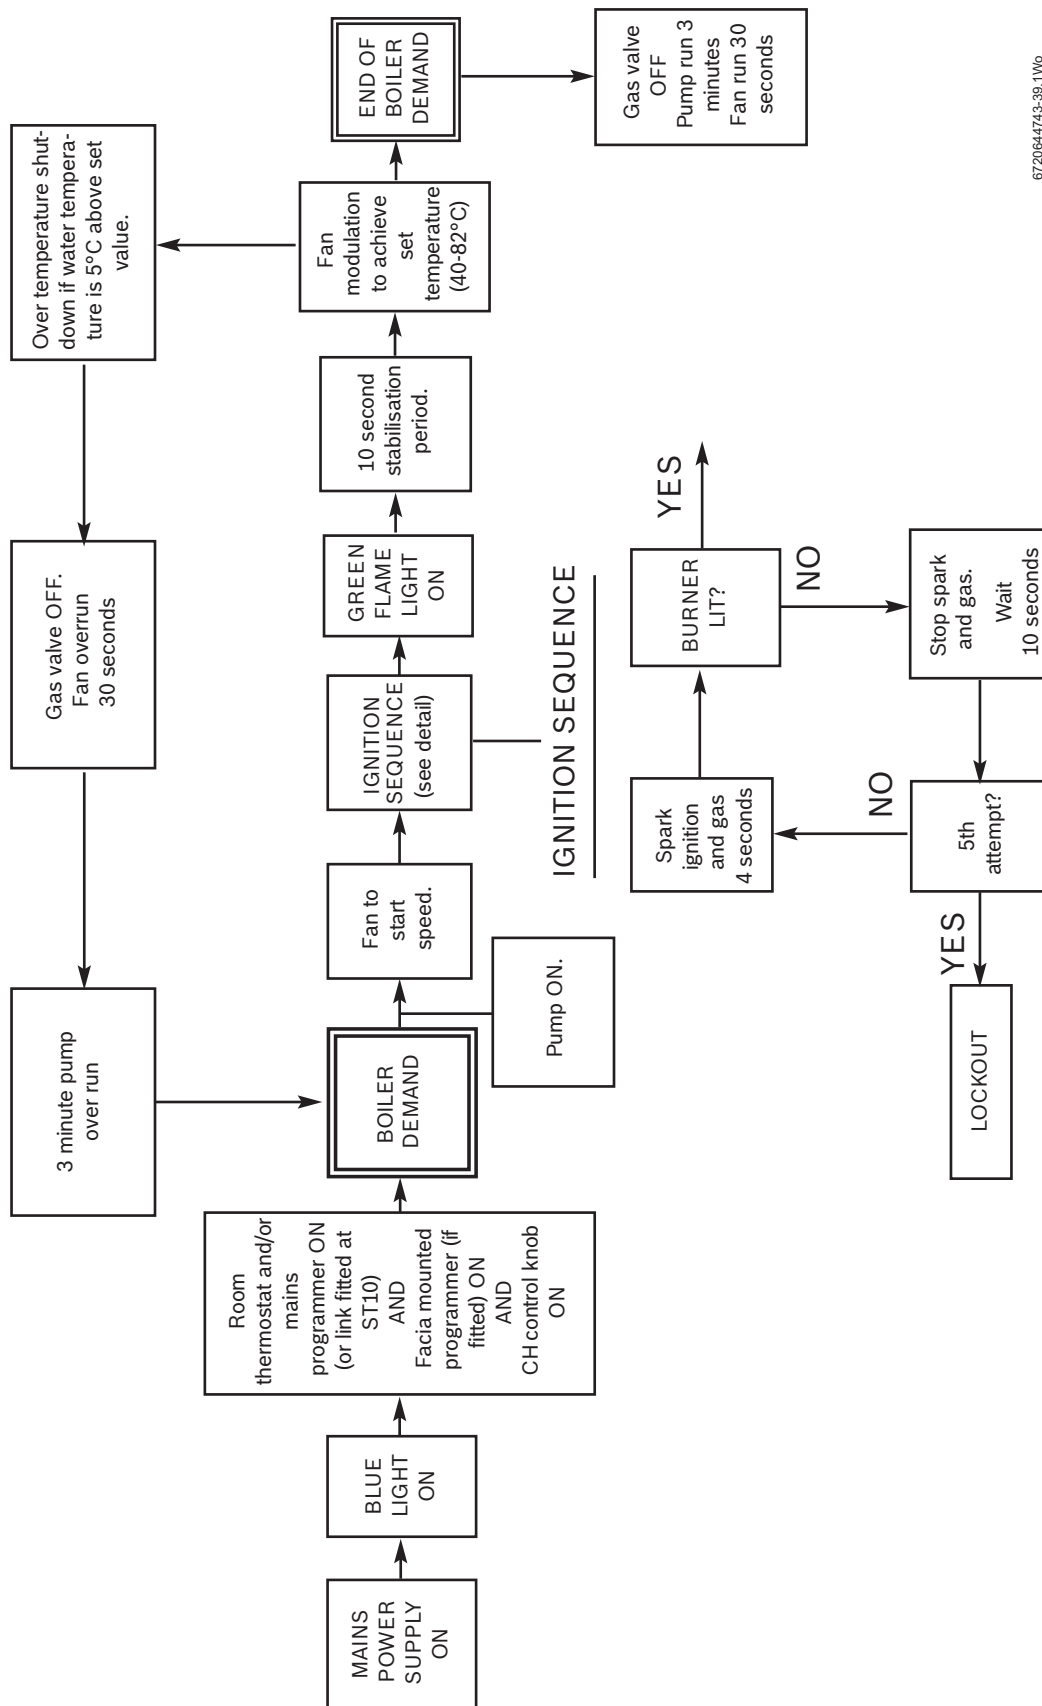 MAINS
POWER
SUPPLY
ON
BLUE
LIGHT
ON
Room
thermostat and/or
mains
programmer ON
(or link fitted at
ST10)
AND
Facia mounted
programmer (if
fitted) ON
AND
CH control knob
ON
BOILER
DEMAND
Pump ON.
Fan to
start
speed.
IGNITION
SEQUENCE
(see detail)
GREEN
FLAME
LIGHT
ON
10 second
stabilisation
period.
Fan
modulation
to achieve
set
temperature
(40-82°C)
END OF
BOILER
DEMAND
Gas valve
OFF
Pump run 3
minutes
Fan run 30
seconds
Over temperature shut-
down if water tempera-
ture is 5°C above set
value.
Gas valve OFF.
Fan overrun
30 seconds
3 minute pump
over run
IGNITION SEQUENCE
Spark
ignition
and gas
4 seconds
BURNER
LIT?
YES
NO
Stop spark
and gas.
Wait
10 seconds
5th
attempt?
NO
YES
LOCKOUT
6720644743-39.1Wo